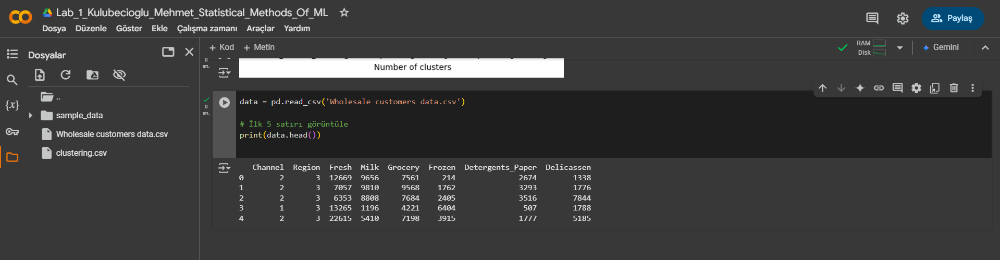 Lab_1_Kulubecioglu_Mehmet_Statistical_Methods_Of_ML
Dosya Düzenle Göster Ekle Çalışma zamanı Araçlar Yardım
Paylaş
Dosyalar
..
sample_data
Wholesale customers data.csv
clustering.csv
{x}
+ Kod + Metin
RAM
Disk
Gemini
0
sn.
Number of clusters
0
sn.
data = pd.read_csv('Wholesale customers data.csv')
# İlk 5 satırı görüntüle
print(data.head())
Channel Region Fresh Milk Grocery Frozen Detergents_Paper Delicassen
0 2 3 12669 9656 7561 214 2674 1338
1 2 3 7057 9810 9568 1762 3293 1776
2 2 3 6353 8808 7684 2405 3516 7844
3 1 3 13265 1196 4221 6404 507 1788
4 2 3 22615 5410 7198 3915 1777 5185